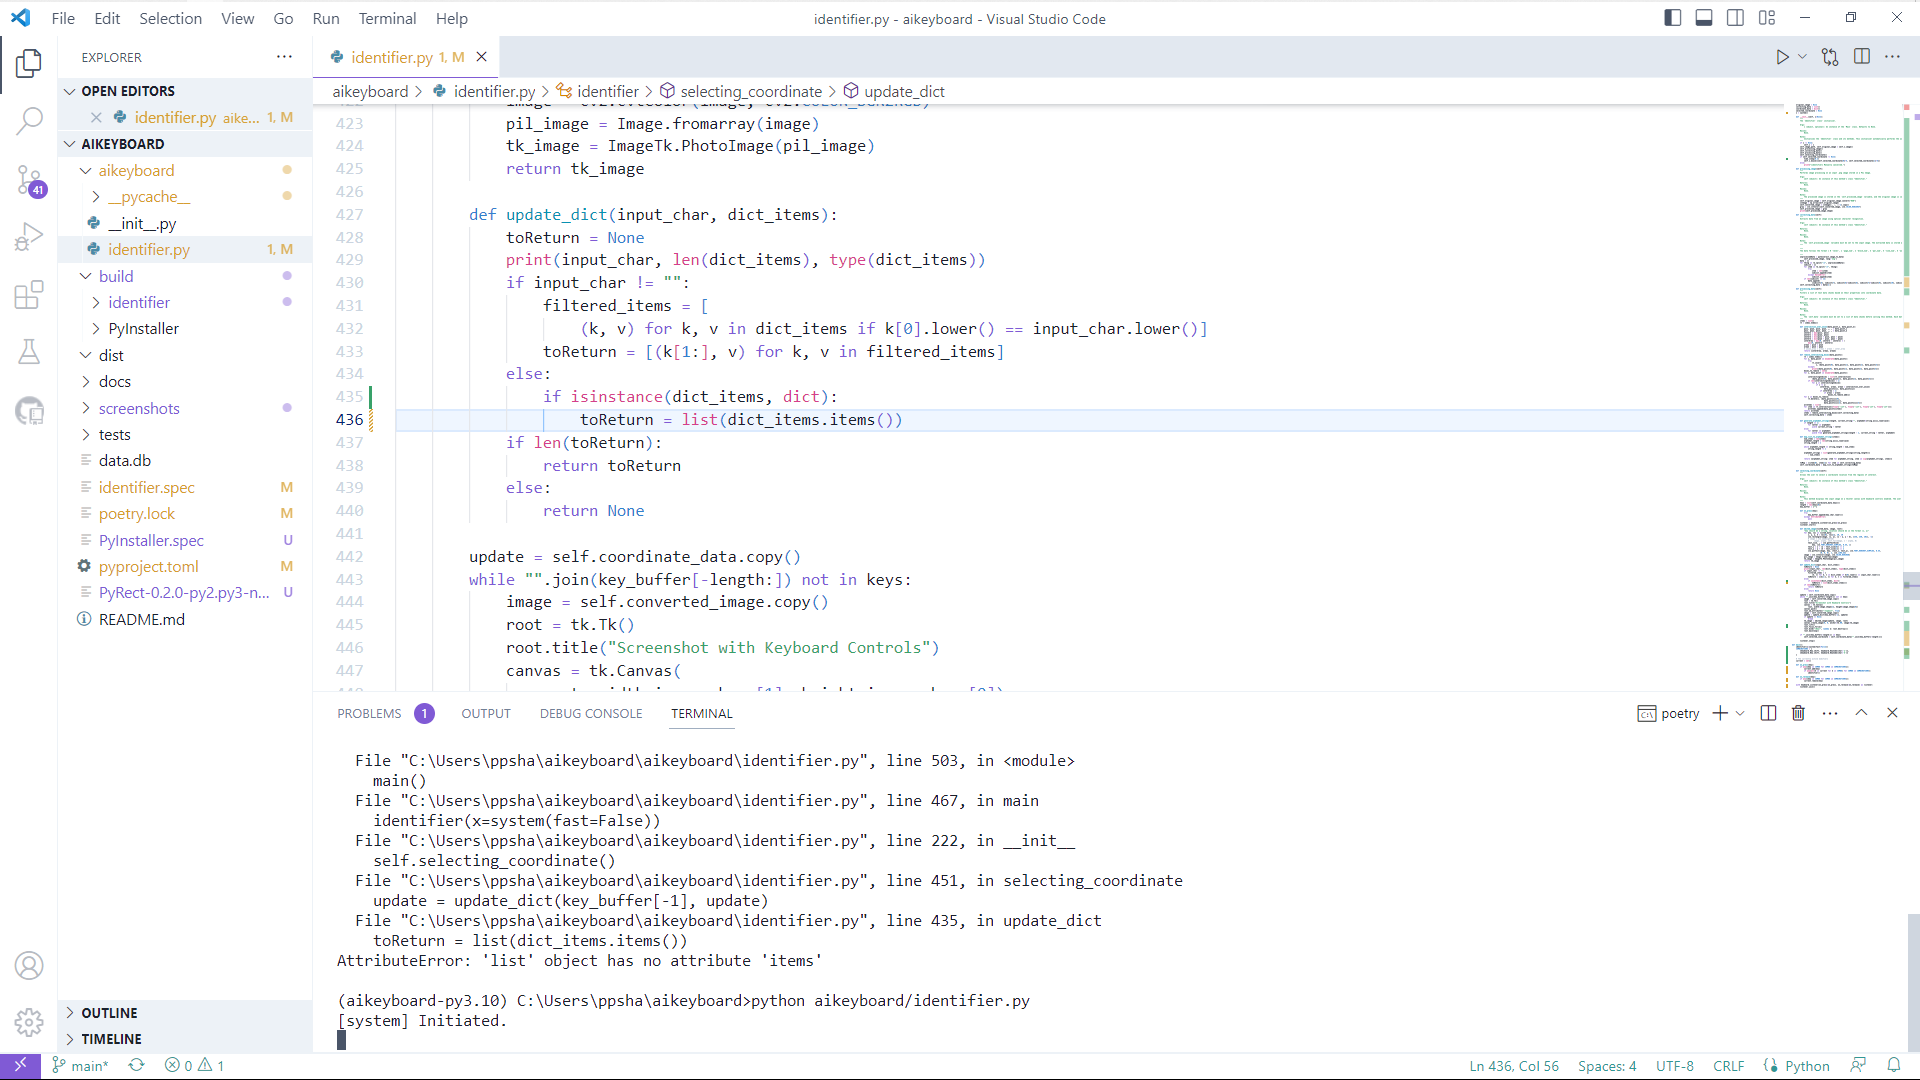 File Edit Selection View Go Run Terminal Help
identifier.py - aikeyboard - Visual Studio Code
EXPLORER
OPEN EDITORS
identifier.py aike... 1, M
AIKEYBOARD
aikeyboard
__pycache__
__init__.py
identifier.py 1, M
build
identifier
PyInstaller
dist
docs
screenshots
tests
data.db
identifier.spec M
poetry.lock M
PyInstaller.spec U
pyproject.toml M
PyRect-0.2.0-py2.py3-n... U
README.md
OUTLINE
TIMELINE
41
identifier.py 1, M
aikeyboard > identifier.py > identifier > selecting_coordinate > update_dict
423 pil_image = Image.fromarray(image)
424 tk_image = ImageTk.PhotoImage(pil_image)
425 return tk_image
426
427 def update_dict(input_char, dict_items):
428 toReturn = None
429 print(input_char, len(dict_items), type(dict_items))
430 if input_char != "":
431 filtered_items = [
432 (k, v) for k, v in dict_items if k[0].lower() == input_char.lower()]
433 toReturn = [(k[1:], v) for k, v in filtered_items]
434 else:
435 if isinstance(dict_items, dict):
436 toReturn = list(dict_items.items())
437 if len(toReturn):
438 return toReturn
439 else:
440 return None
441
442 update = self.coordinate_data.copy()
443 while "".join(key_buffer[-length:]) not in keys:
444 image = self.converted_image.copy()
445 root = tk.Tk()
446 root.title("Screenshot with Keyboard Controls")
447 canvas = tk.Canvas(
PROBLEMS 1 OUTPUT DEBUG CONSOLE TERMINAL
poetry
File "C:\Users\ppsha\aikeyboard\aikeyboard\identifier.py", line 503, in <module>
main()
File "C:\Users\ppsha\aikeyboard\aikeyboard\identifier.py", line 467, in main
identifier(x=system(fast=False))
File "C:\Users\ppsha\aikeyboard\aikeyboard\identifier.py", line 222, in __init__
self.selecting_coordinate()
File "C:\Users\ppsha\aikeyboard\aikeyboard\identifier.py", line 451, in selecting_coordinate
update = update_dict(key_buffer[-1], update)
File "C:\Users\ppsha\aikeyboard\aikeyboard\identifier.py", line 435, in update_dict
toReturn = list(dict_items.items())
AttributeError: 'list' object has no attribute 'items'
(aikeyboard-py3.10) C:\Users\ppsha\aikeyboard>python aikeyboard/identifier.py
[system] Initiated.
main* 0 1
Ln 436, Col 56 Spaces: 4 UTF-8 CRLF Python